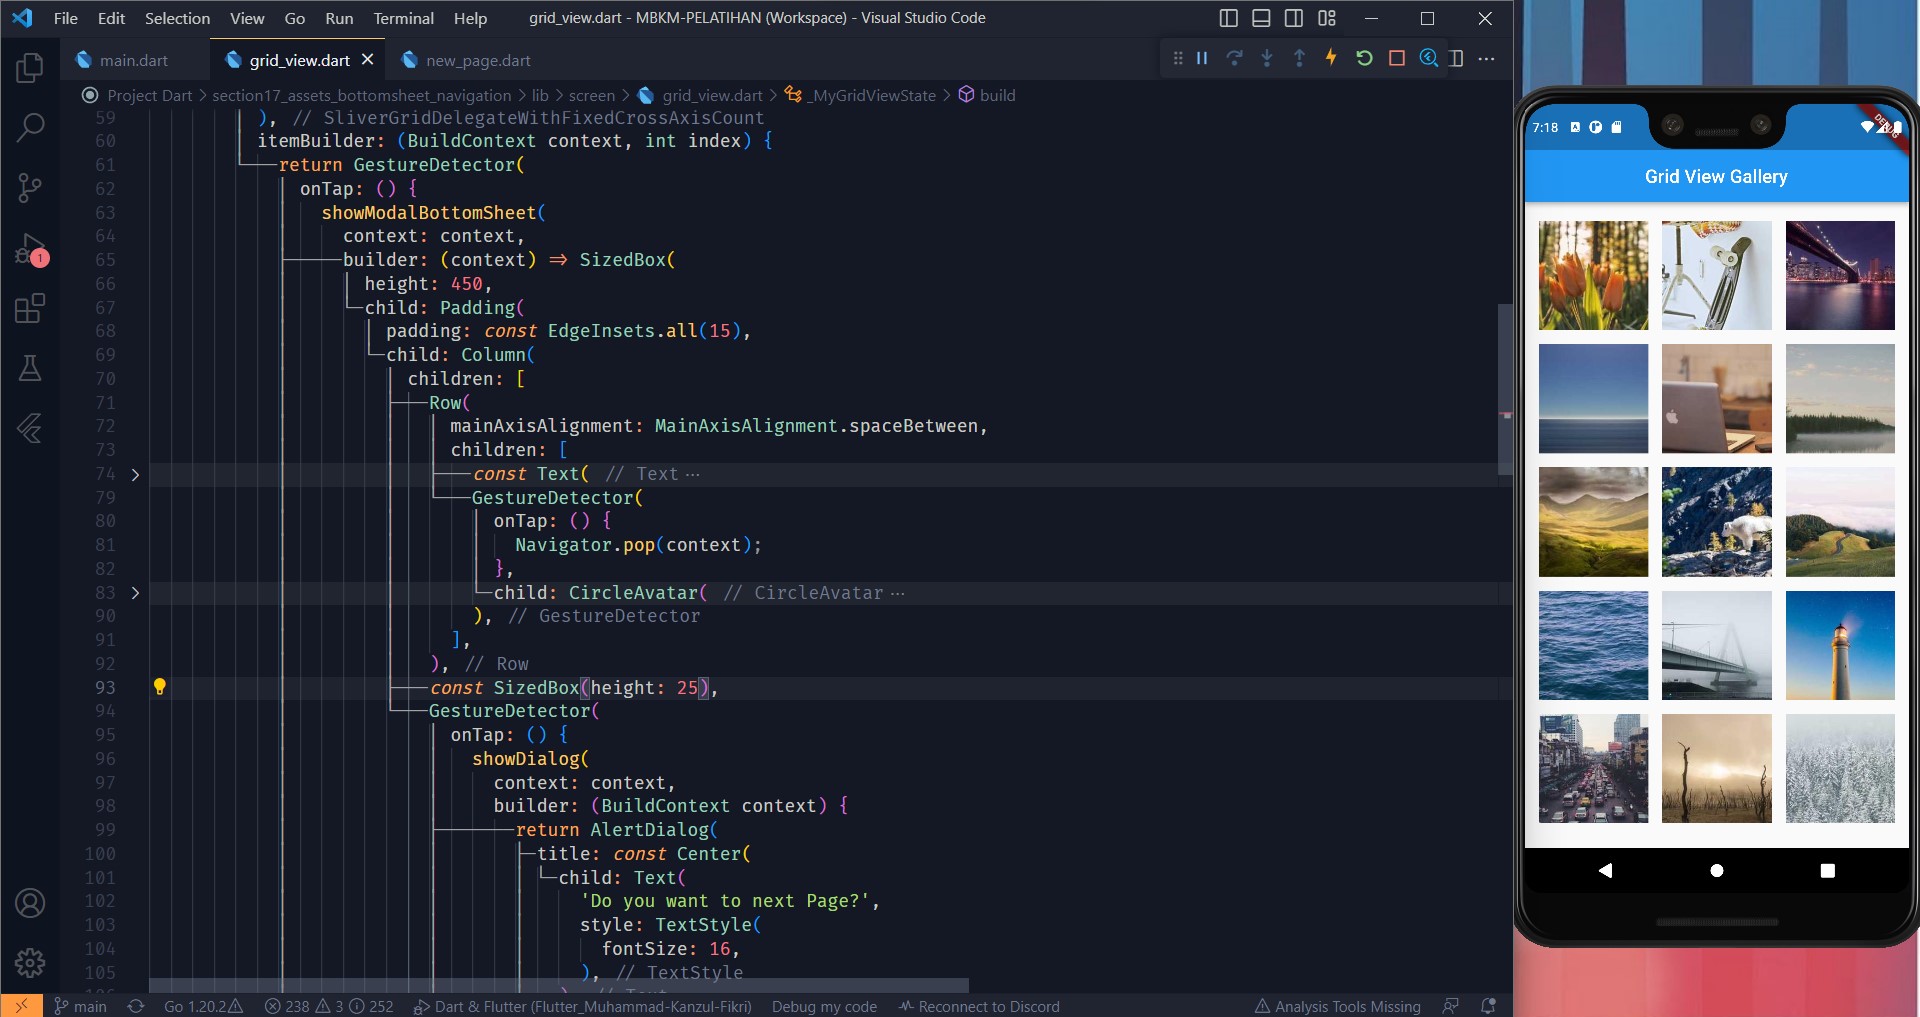 File Edit Selection View Go Run Terminal Help grid_view.dart - MBKM-PELATIHAN (Workspace) - Visual Studio Code
main.dart grid_view.dart new_page.dart
Project Dart > section17_assets_bottomsheet_navigation > lib > screen > grid_view.dart > _MyGridViewState > build
59 ), // SliverGridDelegateWithFixedCrossAxisCount
60 itemBuilder: (BuildContext context, int index) {
61 return GestureDetector(
62 onTap: () {
63 showModalBottomSheet(
64 context: context,
65 builder: (context) => SizedBox(
66 height: 450,
67 child: Padding(
68 padding: const EdgeInsets.all(15),
69 child: Column(
70 children: [
71 Row(
72 mainAxisAlignment: MainAxisAlignment.spaceBetween,
73 children: [
74 const Text( // Text ...
79 GestureDetector(
80 onTap: () {
81 Navigator.pop(context);
82 },
83 child: CircleAvatar( // CircleAvatar ...
90 ), // GestureDetector
91 ],
92 ), // Row
93 const SizedBox(height: 25),
94 GestureDetector(
95 onTap: () {
96 showDialog(
97 context: context,
98 builder: (BuildContext context) {
99 return AlertDialog(
100 title: const Center(
101 child: Text(
102 'Do you want to next Page?',
103 style: TextStyle(
104 fontSize: 16,
105 ), // TextStyle
1
main Go 1.20.2 238 3 252 Dart & Flutter (Flutter_Muhammad-Kanzul-Fikri) Debug my code Reconnect to Discord Analysis Tools Missing
7:18
DEBUG
Grid View Gallery